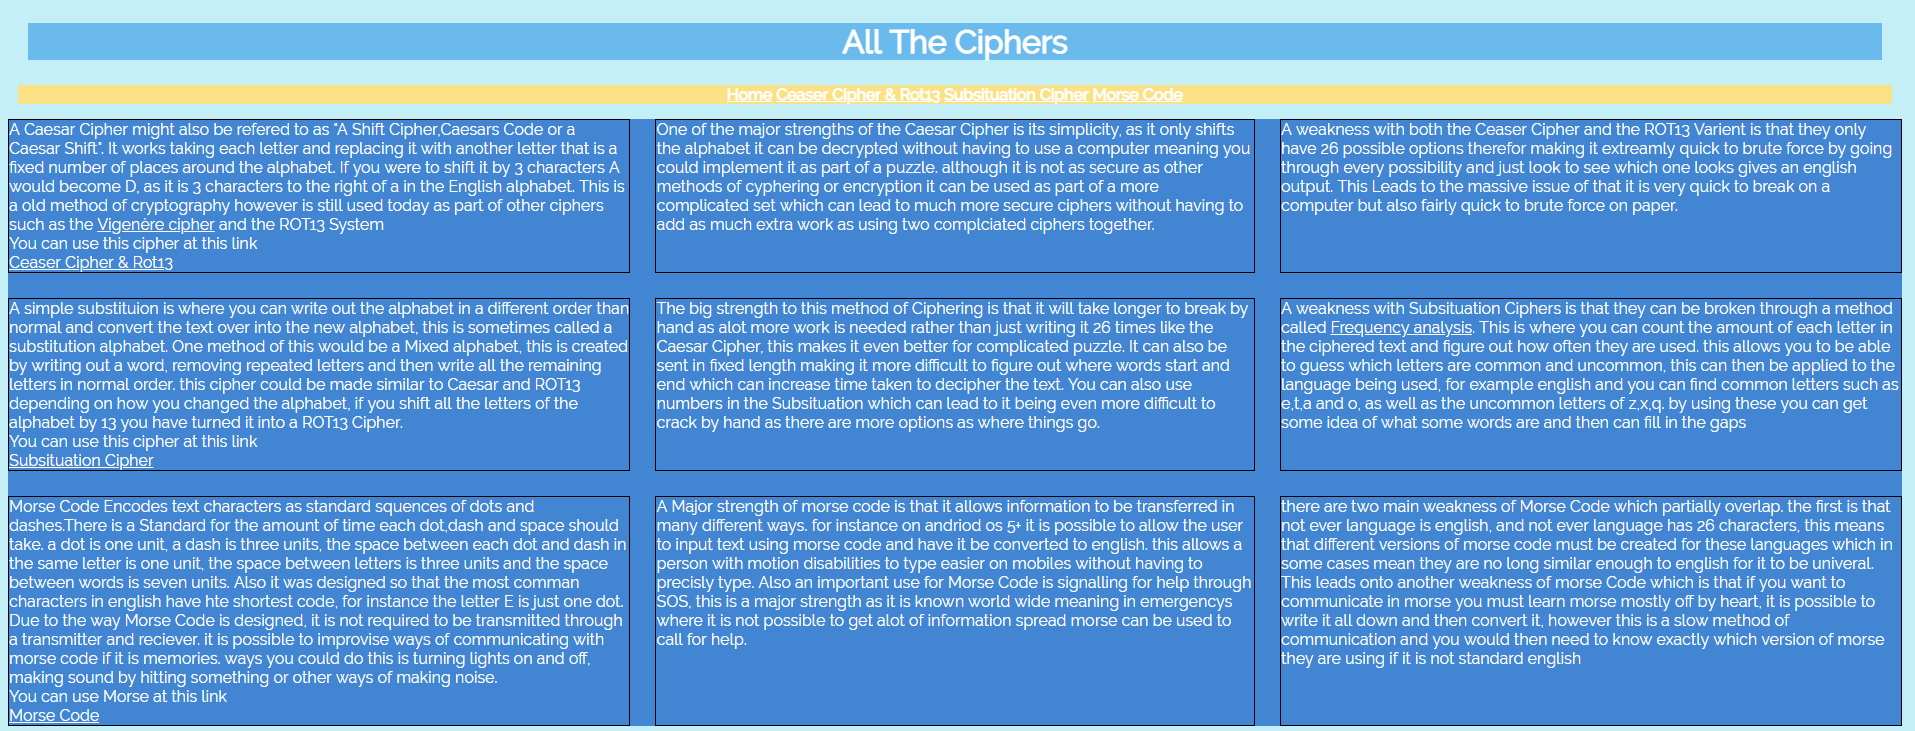 All The Ciphers
Home Ceaser Cipher & Rot13 Subsituation Cipher Morse Code
A Caesar Cipher might also be refered to as "A Shift Cipher,Caesars Code or a
Caesar Shift". It works taking each letter and replacing it with another letter that is a
fixed number of places around the alphabet. If you were to shift it by 3 characters A
would become D, as it is 3 characters to the right of a in the English alphabet. This is
a old method of cryptography however is still used today as part of other ciphers
such as the Vigenère cipher and the ROT13 System
You can use this cipher at this link
Ceaser Cipher & Rot13
One of the major strengths of the Caesar Cipher is its simplicity, as it only shifts
the alphabet it can be decrypted without having to use a computer meaning you
could implement it as part of a puzzle. although it is not as secure as other
methods of cyphering or encryption it can be used as part of a more
complicated set which can lead to much more secure ciphers without having to
add as much extra work as using two complciated ciphers together.
A weakness with both the Ceaser Cipher and the ROT13 Varient is that they only
have 26 possible options therefor making it extreamly quick to brute force by going
through every possibility and just look to see which one looks gives an english
output. This Leads to the massive issue of that it is very quick to break on a
computer but also fairly quick to brute force on paper.
A simple substituion is where you can write out the alphabet in a different order than
normal and convert the text over into the new alphabet, this is sometimes called a
substitution alphabet. One method of this would be a Mixed alphabet, this is created
by writing out a word, removing repeated letters and then write all the remaining
letters in normal order. this cipher could be made similar to Caesar and ROT13
depending on how you changed the alphabet, if you shift all the letters of the
alphabet by 13 you have turned it into a ROT13 Cipher.
You can use this cipher at this link
Subsituation Cipher
The big strength to this method of Ciphering is that it will take longer to break by
hand as alot more work is needed rather than just writing it 26 times like the
Caesar Cipher, this makes it even better for complicated puzzle. It can also be
sent in fixed length making it more difficult to figure out where words start and
end which can increase time taken to decipher the text. You can also use
numbers in the Subsituation which can lead to it being even more difficult to
crack by hand as there are more options as where things go.
A weakness with Subsituation Ciphers is that they can be broken through a method
called Frequency analysis. This is where you can count the amount of each letter in
the ciphered text and figure out how often they are used. this allows you to be able
to guess which letters are common and uncommon, this can then be applied to the
language being used, for example english and you can find common letters such as
e,t,a and o, as well as the uncommon letters of z,x,q. by using these you can get
some idea of what some words are and then can fill in the gaps
Morse Code Encodes text characters as standard squences of dots and
dashes.There is a Standard for the amount of time each dot,dash and space should
take. a dot is one unit, a dash is three units, the space between each dot and dash in
the same letter is one unit, the space between letters is three units and the space
between words is seven units. Also it was designed so that the most comman
characters in english have hte shortest code, for instance the letter E is just one dot.
Due to the way Morse Code is designed, it is not required to be transmitted through
a transmitter and reciever. it is possible to improvise ways of communicating with
morse code if it is memories. ways you could do this is turning lights on and off,
making sound by hitting something or other ways of making noise.
You can use Morse at this link
Morse Code
A Major strength of morse code is that it allows information to be transferred in
many different ways. for instance on andriod os 5+ it is possible to allow the user
to input text using morse code and have it be converted to english. this allows a
person with motion disabilities to type easier on mobiles without having to
precisly type. Also an important use for Morse Code is signalling for help through
SOS, this is a major strength as it is known world wide meaning in emergencys
where it is not possible to get alot of information spread morse can be used to
call for help.
there are two main weakness of Morse Code which partially overlap. the first is that
not ever language is english, and not ever language has 26 characters, this means
that different versions of morse code must be created for these languages which in
some cases mean they are no long similar enough to english for it to be univeral.
This leads onto another weakness of morse Code which is that if you want to
communicate in morse you must learn morse mostly off by heart, it is possible to
write it all down and then convert it, however this is a slow method of
communication and you would then need to know exactly which version of morse
they are using if it is not standard english